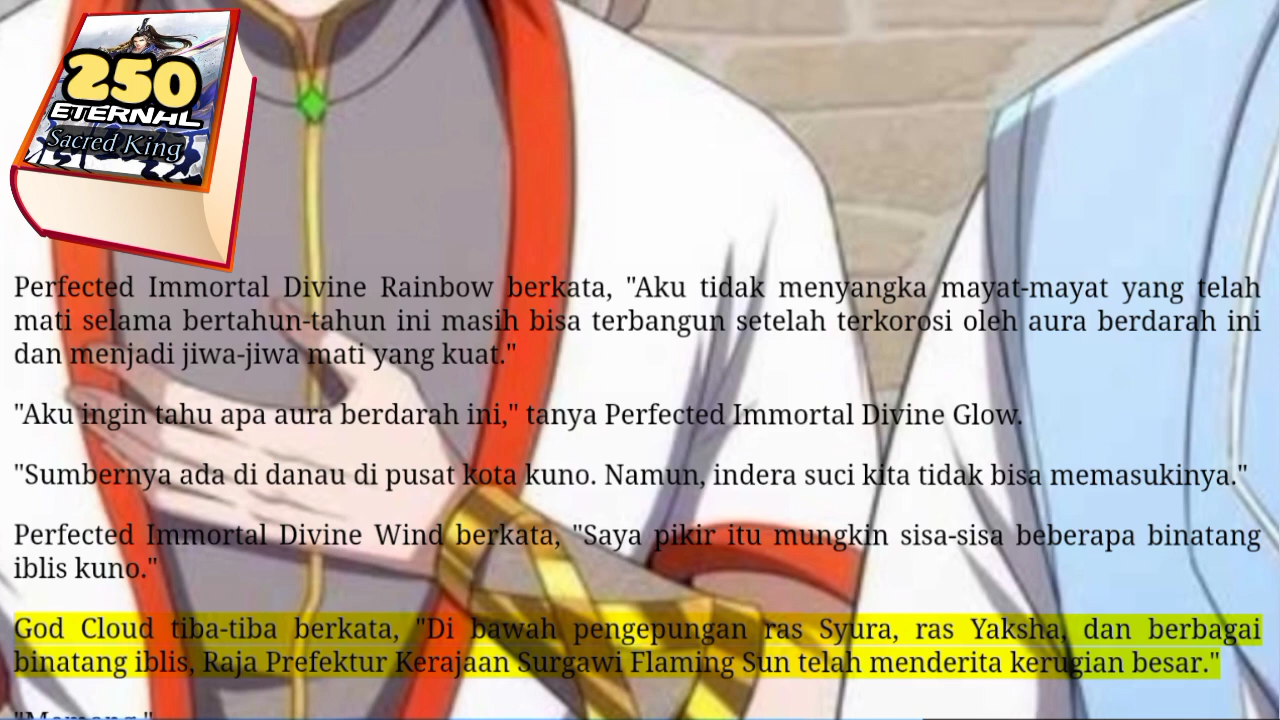 250
ETERNAL
Sacred King
Perfected Immortal Divine Rainbow berkata, "Aku tidak menyangka mayat-mayat yang telah
mati selama bertahun-tahun ini masih bisa terbangun setelah terkorosi oleh aura berdarah ini
dan menjadi jiwa-jiwa mati yang kuat."
"Aku ingin tahu apa aura berdarah ini," tanya Perfected Immortal Divine Glow.
"Sumbernya ada di danau di pusat kota kuno. Namun, indera suci kita tidak bisa memasukinya."
Perfected Immortal Divine Wind berkata, "Saya pikir itu mungkin sisa-sisa beberapa binatang
iblis kuno."
God Cloud tiba-tiba berkata, "Di bawah pengepungan ras Syura, ras Yaksha, dan berbagai
binatang iblis, Raja Prefektur Kerajaan Surgawi Flaming Sun telah menderita kerugian besar."